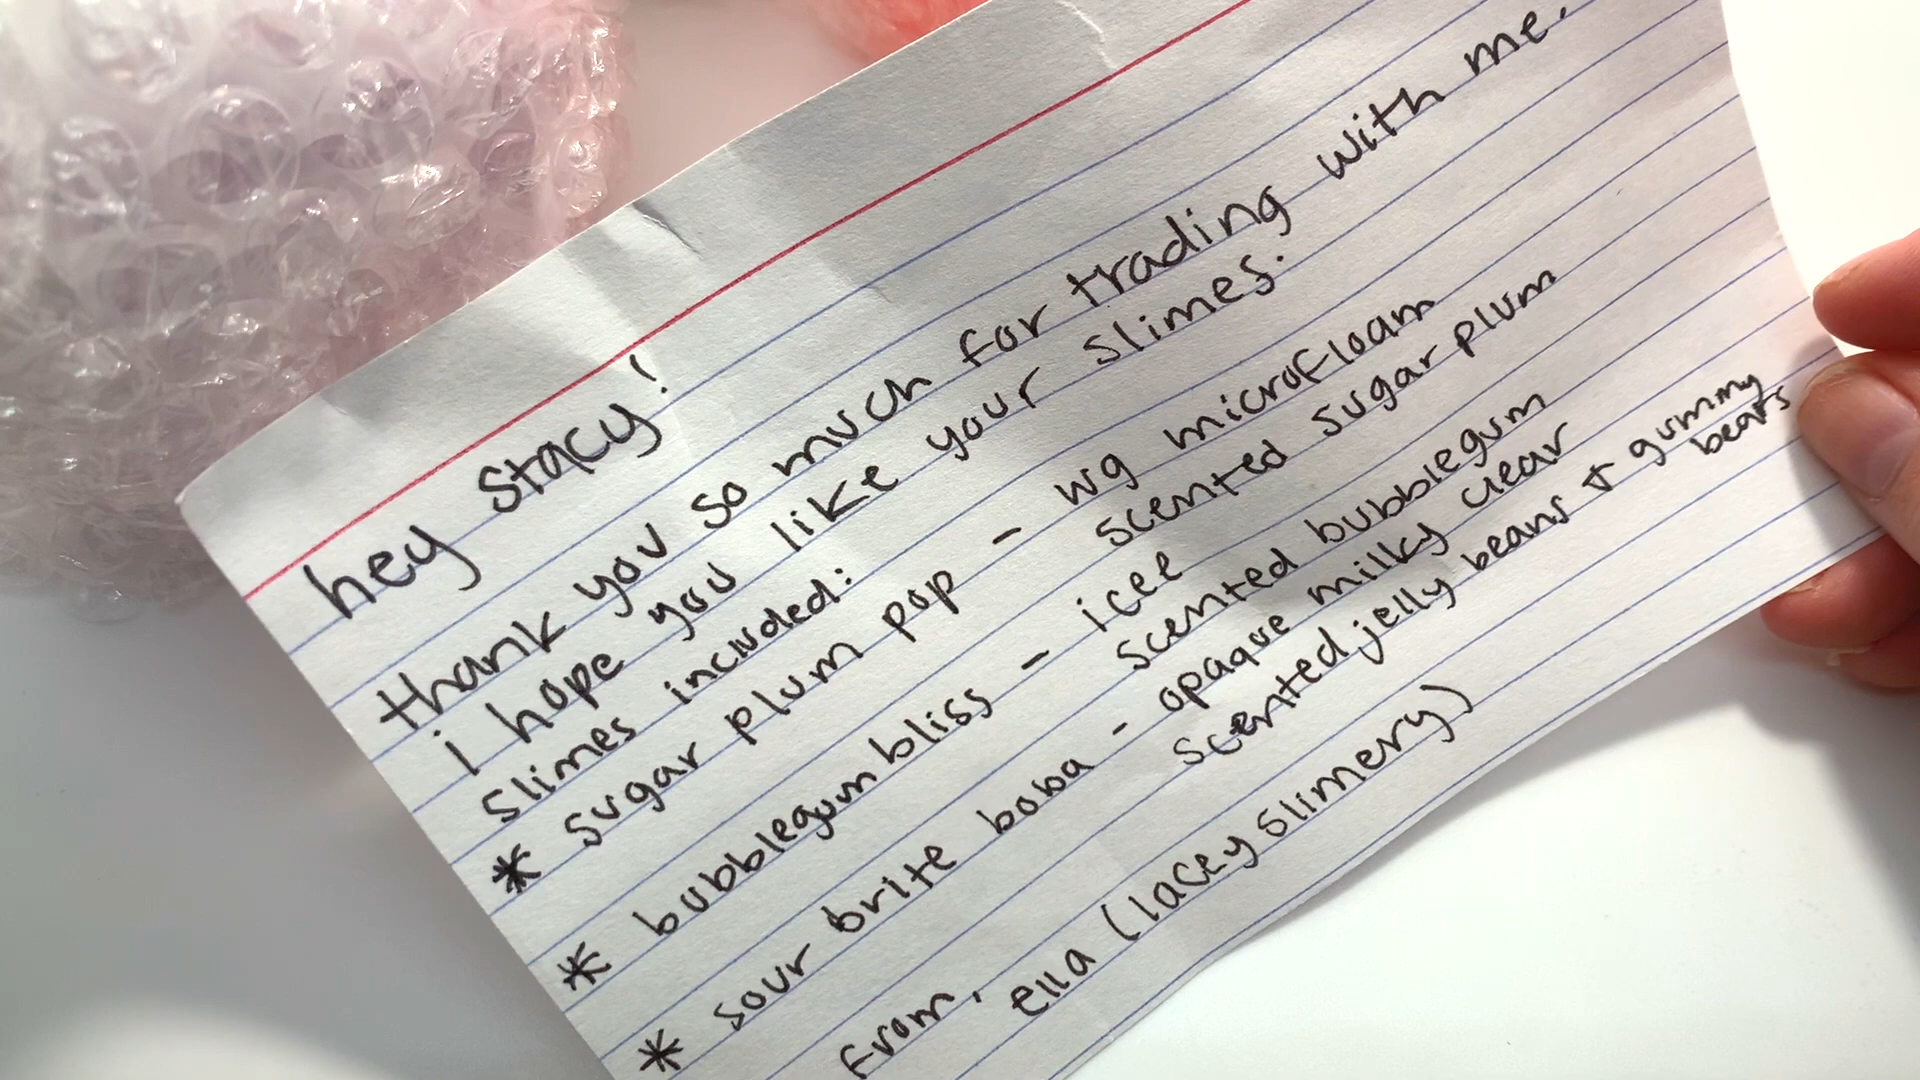 hey stacy!
thank you so much for trading with me.
i hope you like your slimes.
slimes included:
* sugar plum pop - wg microfloam
scented sugar plum
* bubblegum bliss - icee
scented bubblegum
* sour brite boba - opaque milky clear
scented jelly beans + gummy
bears
from,
ella (lacey slimery)